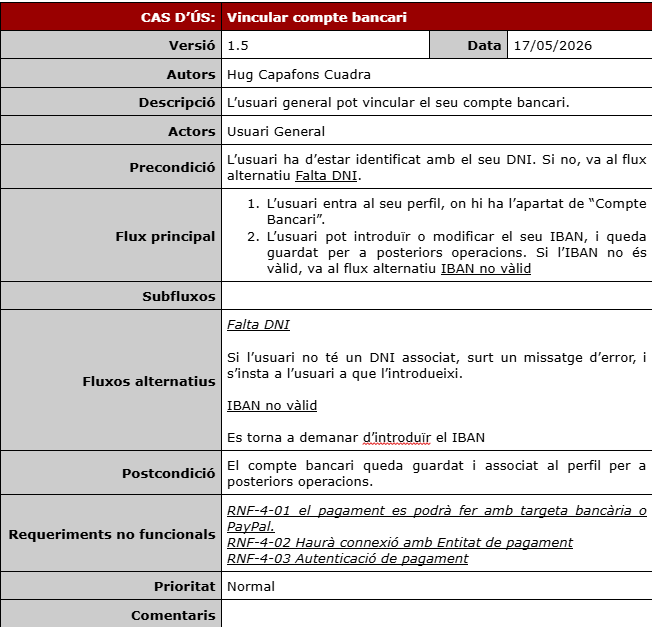 CAS D’ÚS: Vincular compte bancari
Versió 1.5 Data 17/05/2026
Autors Hug Capafons Cuadra
Descripció L’usuari general pot vincular el seu compte bancari.
Actors Usuari General
Precondició L’usuari ha d’estar identificat amb el seu DNI. Si no, va al flux
alternatiu Falta DNI.
Flux principal
1. L’usuari entra al seu perfil, on hi ha l’apartat de “Compte
Bancari”.
2. L’usuari pot introduïr o modificar el seu IBAN, i queda
guardat per a posteriors operacions. Si l’IBAN no és
vàlid, va al flux alternatiu IBAN no vàlid
Subfluxos
Fluxos alternatius
Falta DNI
Si l’usuari no té un DNI associat, surt un missatge d’error, i
s’insta a l’usuari a que l’introdueixi.
IBAN no vàlid
Es torna a demanar d’introduïr el IBAN
Postcondició El compte bancari queda guardat i associat al perfil per a
posteriors operacions.
Requeriments no funcionals
RNF-4-01 el pagament es podrà fer amb targeta bancària o
PayPal.
RNF-4-02 Haurà connexió amb Entitat de pagament
RNF-4-03 Autenticació de pagament
Prioritat Normal
Comentaris